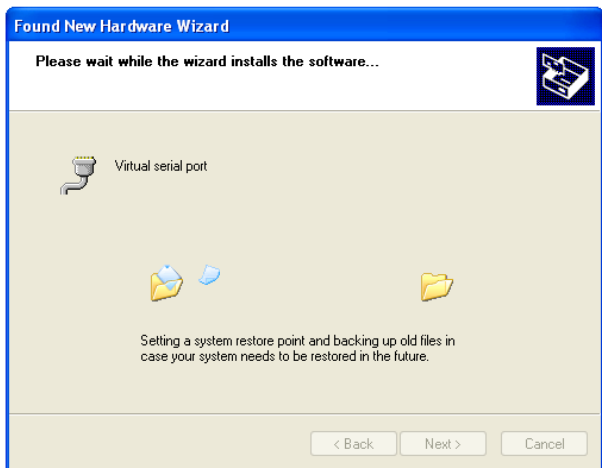 Found New Hardware Wizard
Please wait while the wizard installs the software...
Virtual serial port
Setting a system restore point and backing up old files in
case your system needs to be restored in the future.
< Back Next > Cancel